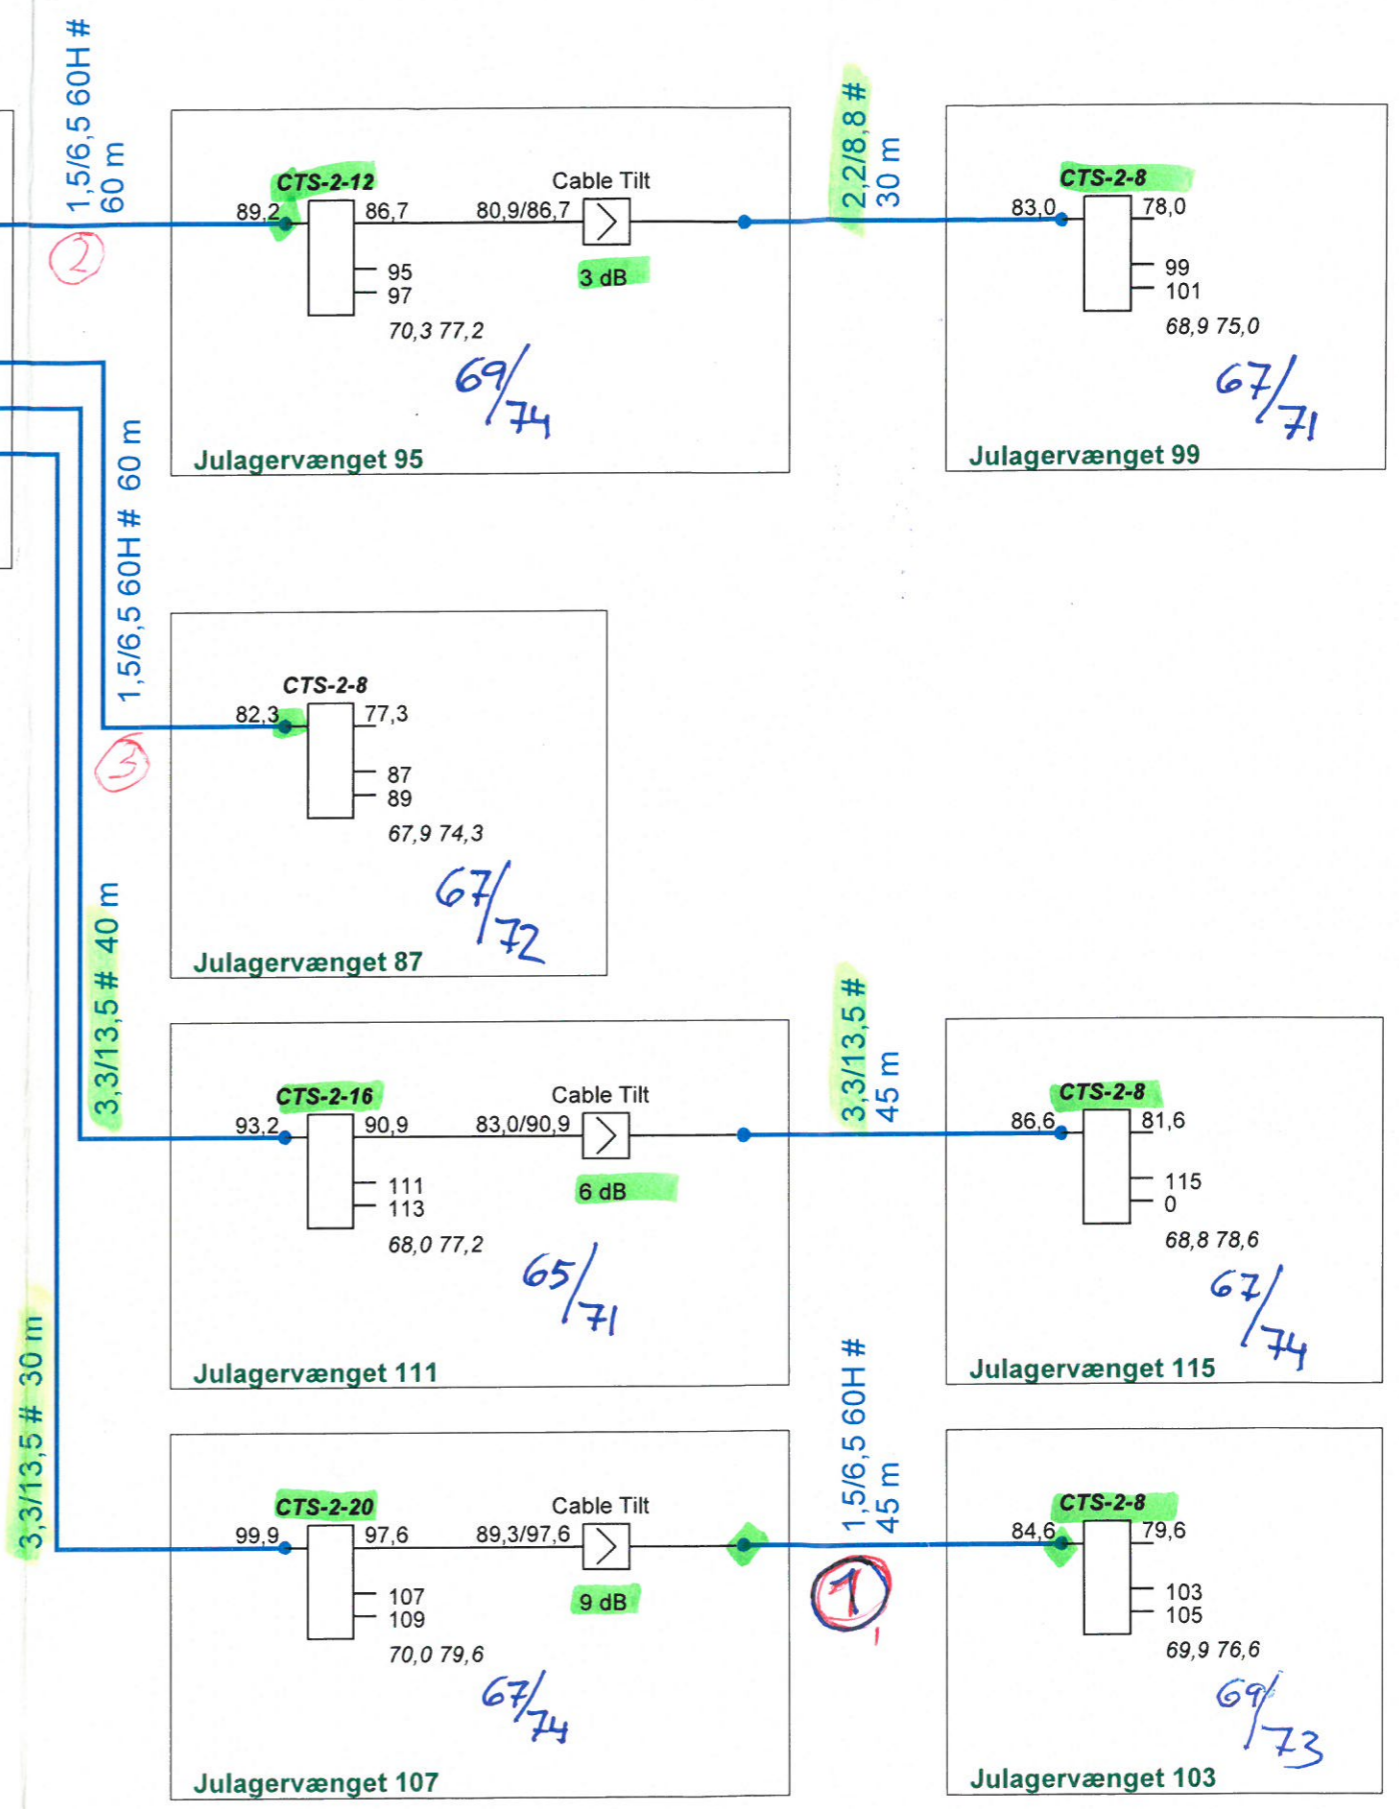 1,5/6,5 60H #
60 m
2
CTS-2-12
89,2
86,7
80,9/86,7
Cable Tilt
3 dB
95
97
70,3 77,2
69/74
Julagervænget 95
2,2/8,8 #
30 m
CTS-2-8
83,0
78,0
99
101
68,9 75,0
67/71
Julagervænget 99
1,5/6,5 60H # 60 m
3
CTS-2-8
82,3
77,3
87
89
67,9 74,3
67/72
Julagervænget 87
3,3/13,5 # 40 m
CTS-2-16
93,2
90,9
83,0/90,9
Cable Tilt
6 dB
111
113
68,0 77,2
65/71
Julagervænget 111
3,3/13,5 #
45 m
CTS-2-8
86,6
81,6
115
0
68,8 78,6
67/74
Julagervænget 115
3,3/13,5 # 30 m
CTS-2-20
99,9
97,6
89,3/97,6
Cable Tilt
9 dB
107
109
70,0 79,6
67/74
Julagervænget 107
1,5/6,5 60H #
45 m
1
CTS-2-8
84,6
79,6
103
105
69,9 76,6
69/73
Julagervænget 103